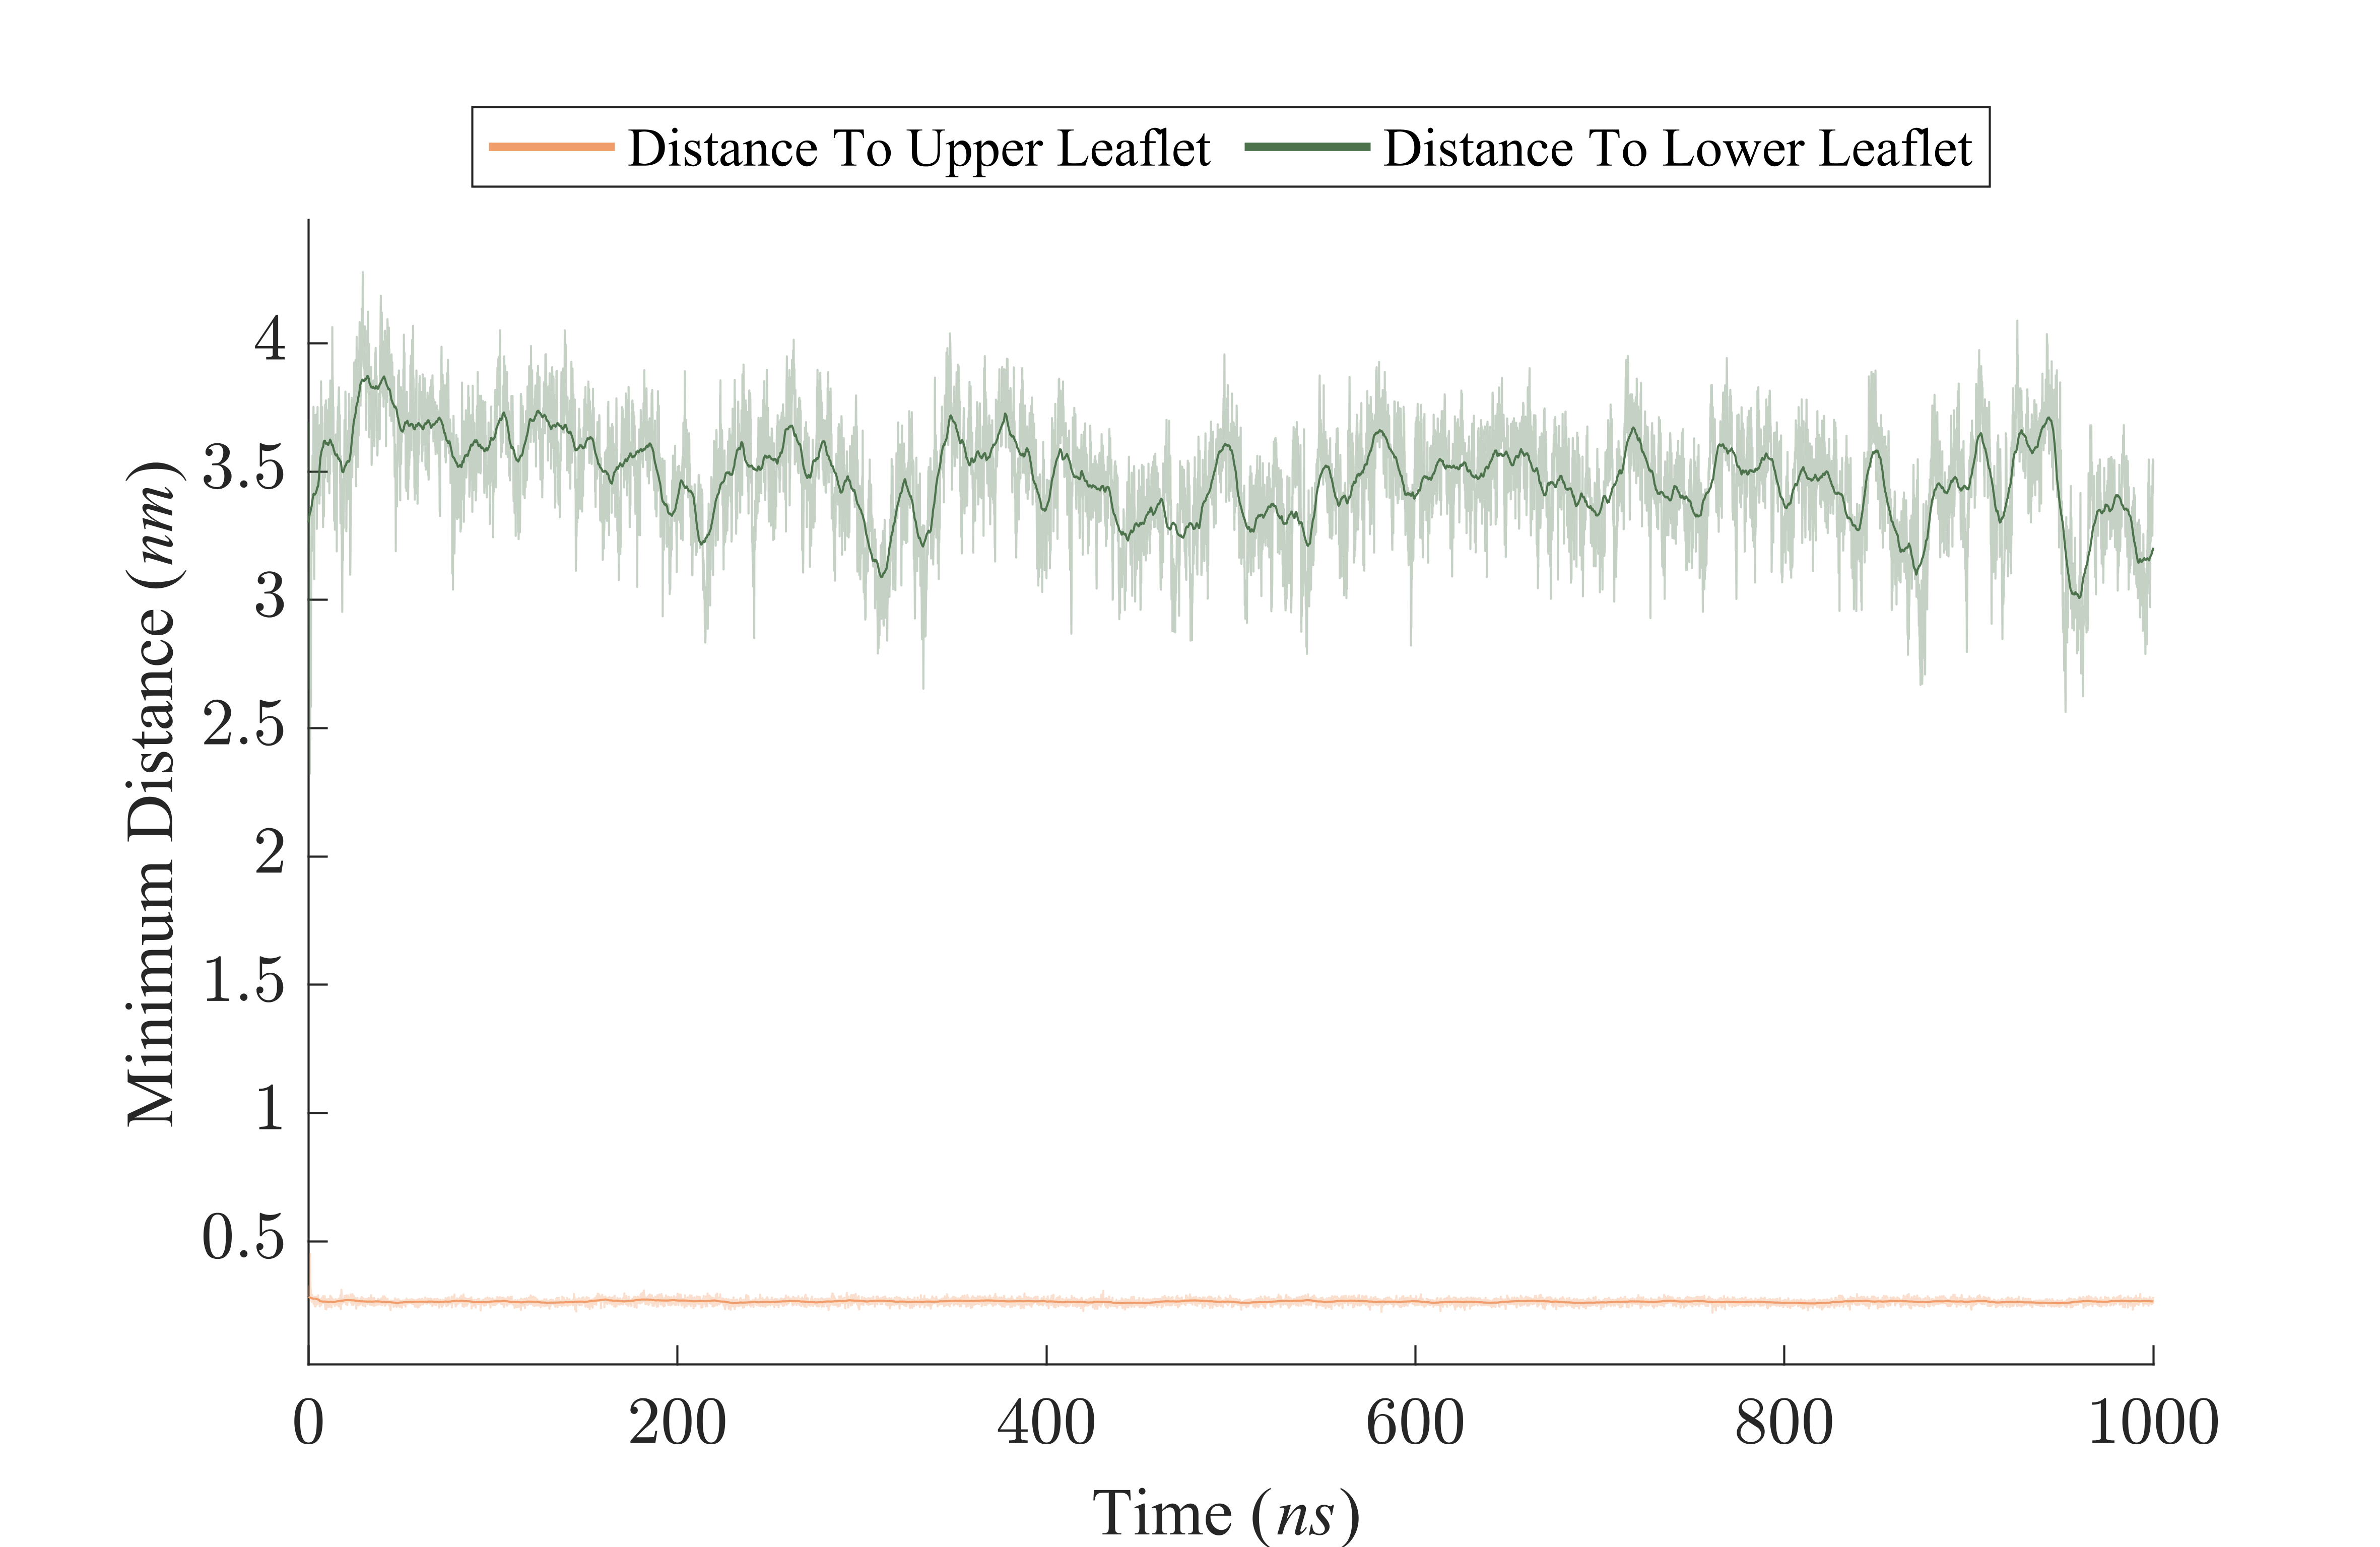 Distance To Upper Leaflet Distance To Lower Leaflet
Minimum Distance (nm)
4
3.5
3
2.5
2
1.5
1
0.5
0 200 400 600 800 1000
Time (ns)